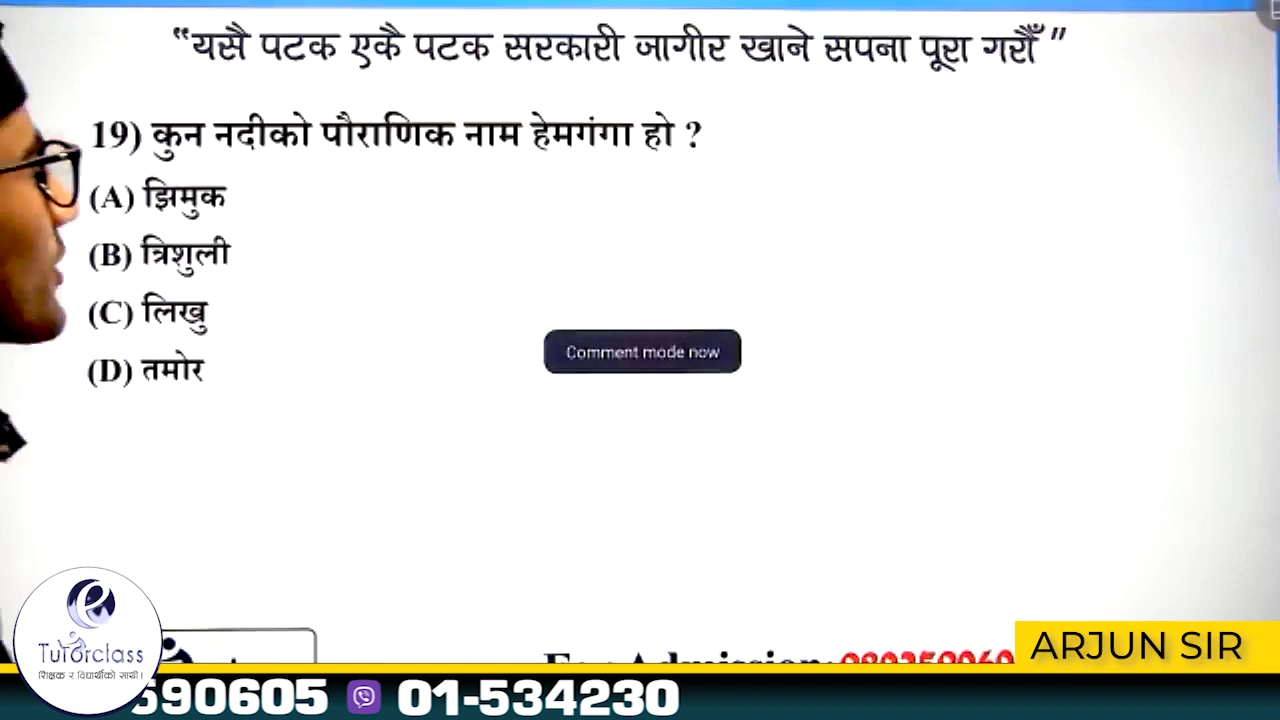 “यसै पटक एकै पटक सरकारी जागीर खाने सपना पूरा गरौँ”
19) कुन नदीको पौराणिक नाम हेमगंगा हो ?
(A) झिमुक
(B) त्रिशुली
(C) लिखु
(D) तमोर
Comment mode now
ARJUN SIR
Tutorclass
शिक्षक र विद्यार्थीको साथी।
590605 01-534230